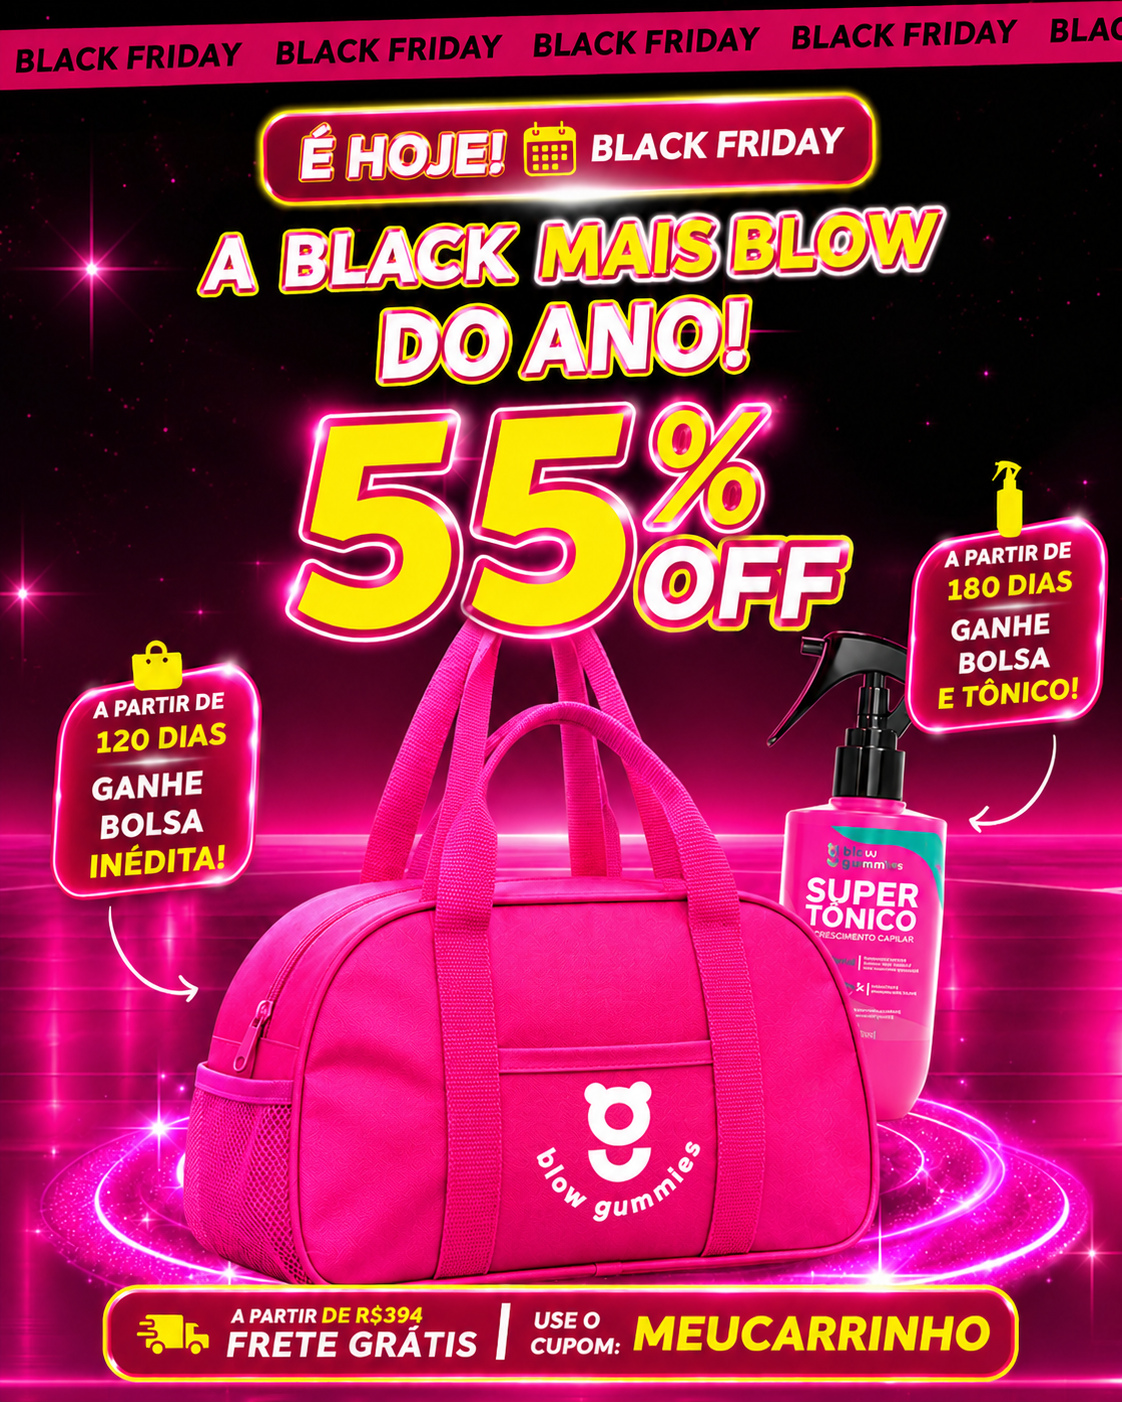 BLACK FRIDAY BLACK FRIDAY BLACK FRIDAY BLACK FRIDAY BLAC
É HOJE! BLACK FRIDAY
A BLACK MAIS BLOW
DO ANO!
55%
OFF
A PARTIR DE
180 DIAS
GANHE
BOLSA
E TÔNICO!
A PARTIR DE
120 DIAS
GANHE
BOLSA
INÉDITA!
blow
gummies
SUPER
TÔNICO
CRESCIMENTO CAPILAR
blow gummies
A PARTIR DE R$394
FRETE GRÁTIS
USE O
CUPOM:
MEUCARRINHO